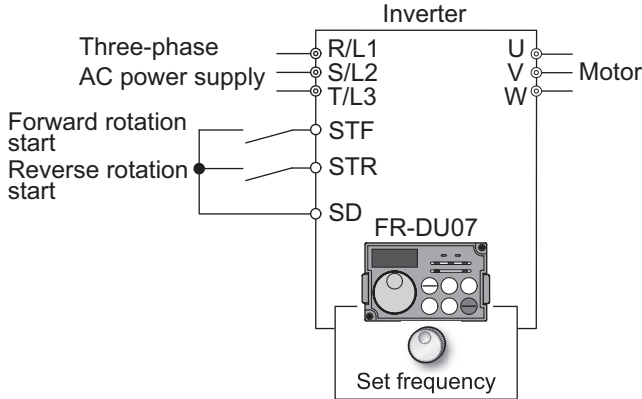 Inverter
Three-phase
AC power supply
R/L1
S/L2
T/L3
U
V
W
Motor
Forward rotation
start
STF
Reverse rotation
start
STR
SD
FR-DU07
Set frequency